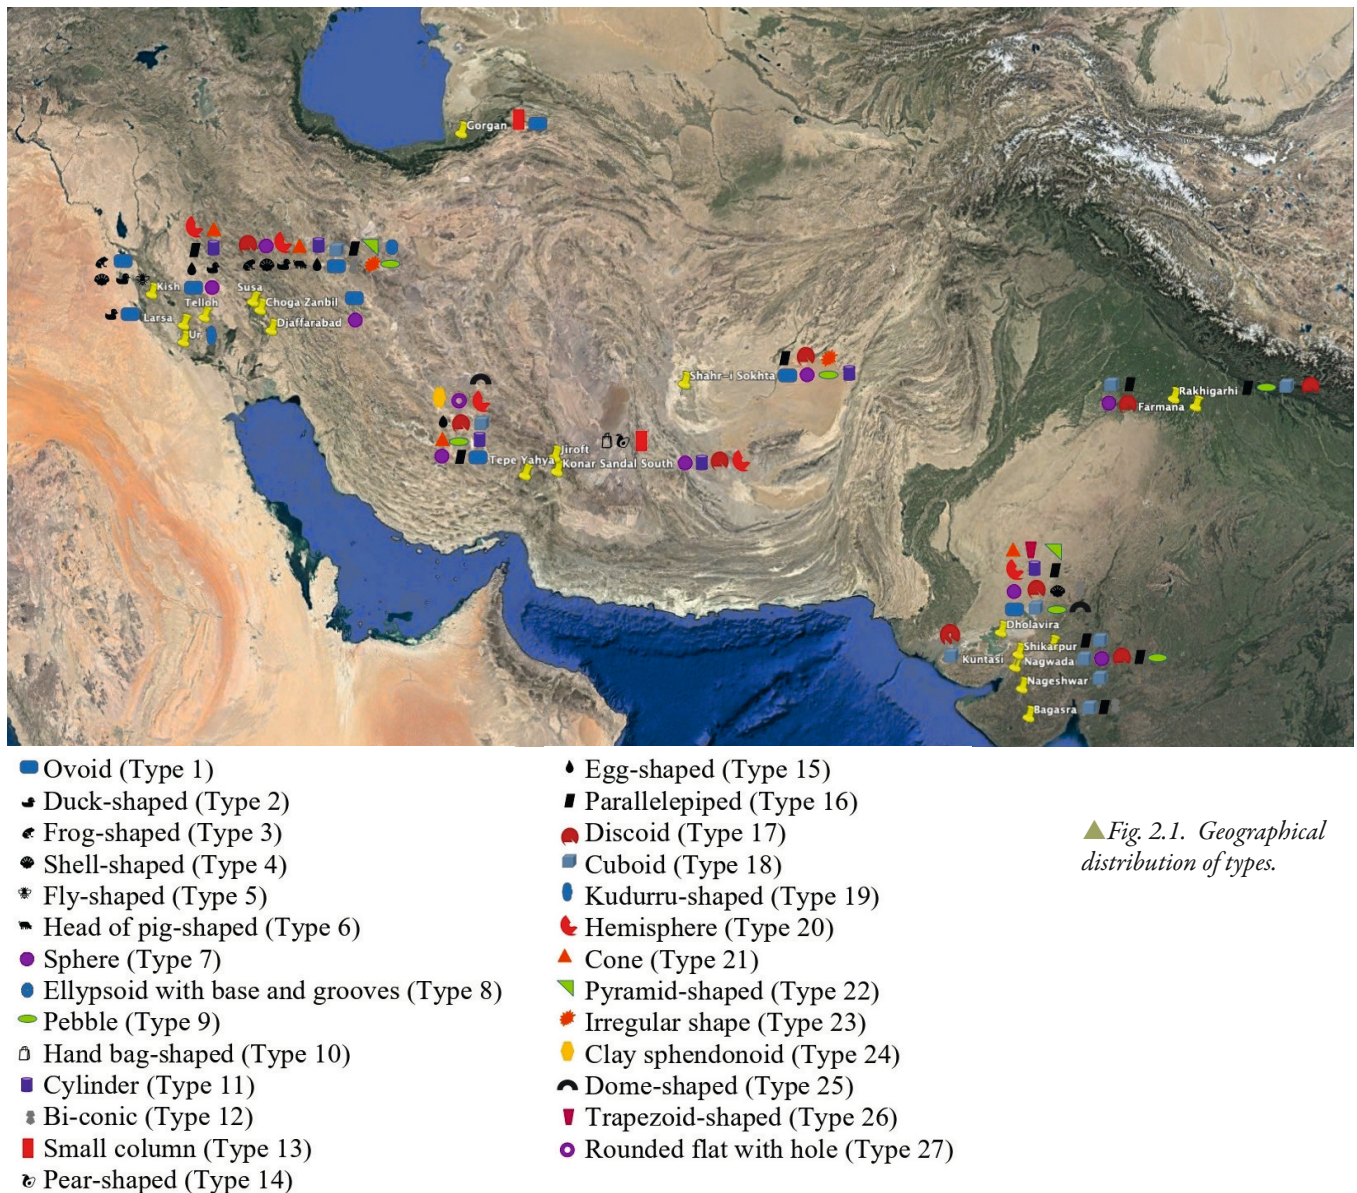 Gorgan
Kish
Susa
Telloh
Choga Zanbil
Larsa
Djaffarabad
Ur
Shahr-i Sokhta
Rakhigarhi
Farmana
Jiroft
Tepe Yahya
Konar Sandal South
Dholavira
Shikarpur
Kuntasi
Nagwada
Nageshwar
Bagasra
Ovoid (Type 1)
Duck-shaped (Type 2)
Frog-shaped (Type 3)
Shell-shaped (Type 4)
Fly-shaped (Type 5)
Head of pig-shaped (Type 6)
Sphere (Type 7)
Ellypsoid with base and grooves (Type 8)
Pebble (Type 9)
Hand bag-shaped (Type 10)
Cylinder (Type 11)
Bi-conic (Type 12)
Small column (Type 13)
Pear-shaped (Type 14)
Egg-shaped (Type 15)
Parallelepiped (Type 16)
Discoid (Type 17)
Cuboid (Type 18)
Kudurru-shaped (Type 19)
Hemisphere (Type 20)
Cone (Type 21)
Pyramid-shaped (Type 22)
Irregular shape (Type 23)
Clay sphendonoid (Type 24)
Dome-shaped (Type 25)
Trapezoid-shaped (Type 26)
Rounded flat with hole (Type 27)
Fig. 2.1. Geographical
distribution of types.